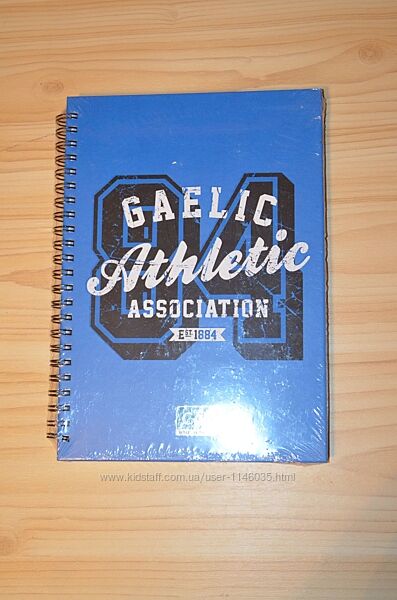 84
GAELIC
Athletic
ASSOCIATION
EST. 1884
www.kidstaff.com.ua/user-1146035.html